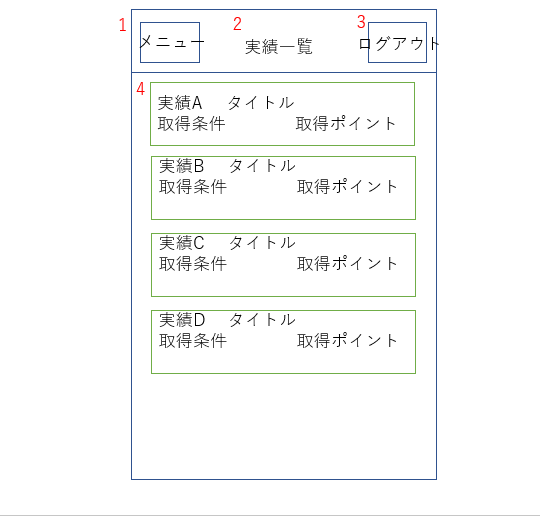 1
メニュー
2
実績一覧
3
ログアウト
4
実績A タイトル
取得条件 取得ポイント
実績B タイトル
取得条件 取得ポイント
実績C タイトル
取得条件 取得ポイント
実績D タイトル
取得条件 取得ポイント